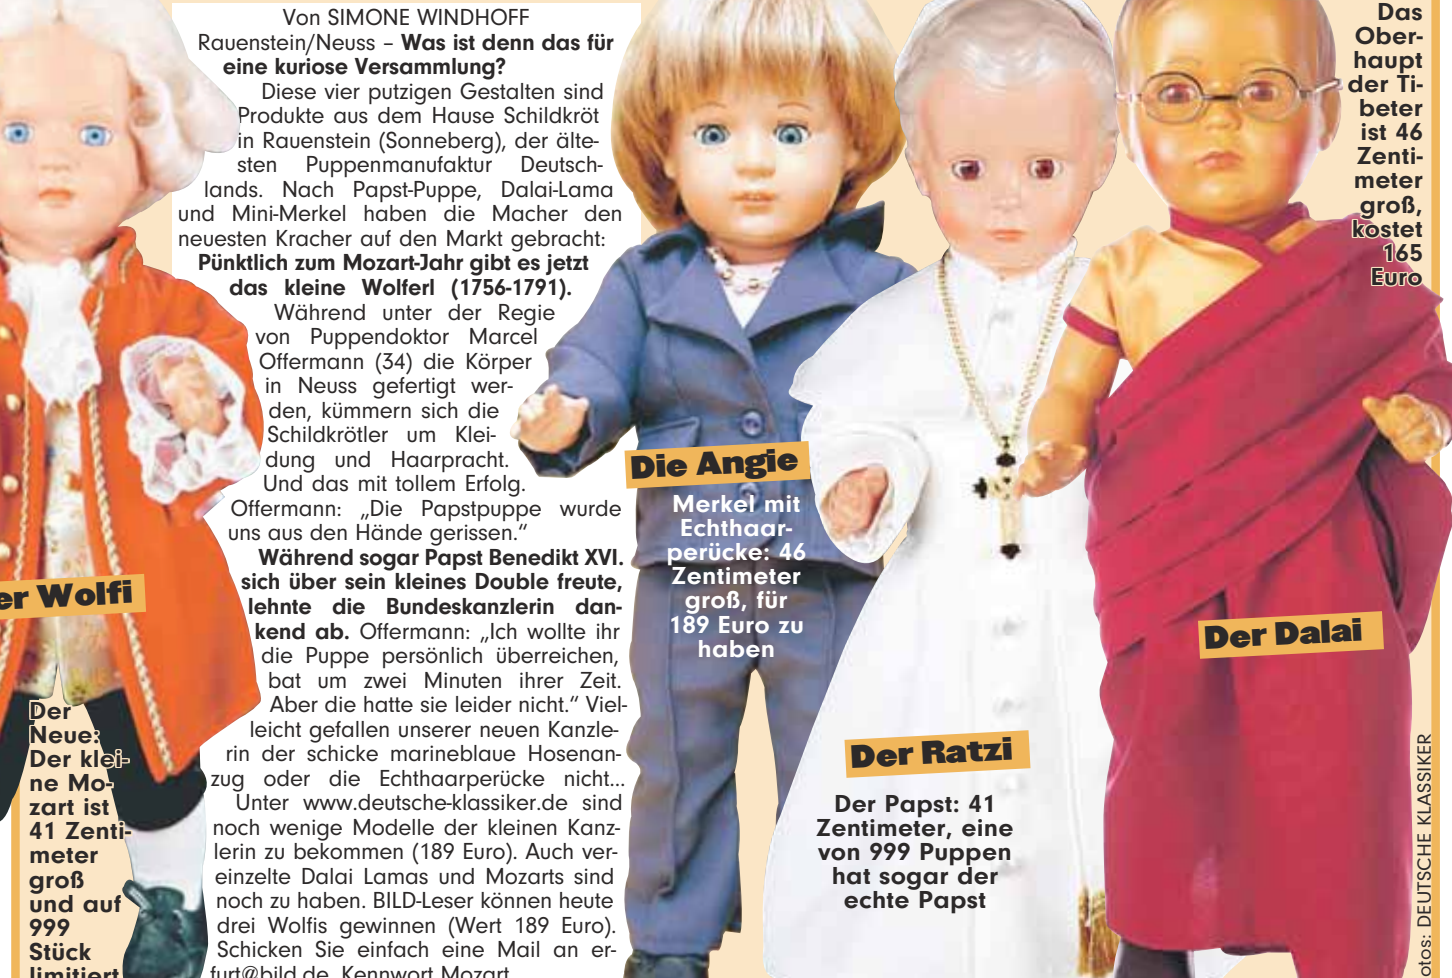 Von SIMONE WINDHOFF
Rauenstein/Neuss – Was ist denn das für
eine kuriose Versammlung?
Diese vier putzigen Gestalten sind
Produkte aus dem Hause Schildkröt
in Rauenstein (Sonneberg), der älte-
sten Puppenmanufaktur Deutsch-
lands. Nach Papst-Puppe, Dalai-Lama
und Mini-Merkel haben die Macher den
neuesten Kracher auf den Markt gebracht:
Pünktlich zum Mozart-Jahr gibt es jetzt
das kleine Wolferl (1756-1791).
Während unter der Regie
von Puppendoktor Marcel
Offermann (34) die Körper
in Neuss gefertigt wer-
den, kümmern sich die
Schildkrötler um Klei-
dung und Haarpracht.
Und das mit tollem Erfolg.
Offermann: „Die Papstpuppe wurde
uns aus den Hände gerissen.“
Während sogar Papst Benedikt XVI.
sich über sein kleines Double freute,
lehnte die Bundeskanzlerin dan-
kend ab. Offermann: „Ich wollte ihr
die Puppe persönlich überreichen,
bat um zwei Minuten ihrer Zeit.
Aber die hatte sie leider nicht.“ Viel-
leicht gefallen unserer neuen Kanzle-
rin der schicke marineblaue Hosenan-
zug oder die Echthaarperücke nicht...
Unter www.deutsche-klassiker.de sind
noch wenige Modelle der kleinen Kanz-
lerin zu bekommen (189 Euro). Auch ver-
einzelte Dalai Lamas und Mozarts sind
noch zu haben. BILD-Leser können heute
drei Wolfis gewinnen (Wert 189 Euro).
Schicken Sie einfach eine Mail an er-
furt@bild.de, Kennwort Mozart
er Wolfi
Der
Neue:
Der klei-
ne Mo-
zart ist
41 Zenti-
meter
groß
und auf
999
Stück
limitiert
Die Angie
Merkel mit
Echthaar-
perücke: 46
Zentimeter
groß, für
189 Euro zu
haben
Der Ratzi
Der Papst: 41
Zentimeter, eine
von 999 Puppen
hat sogar der
echte Papst
Das
Ober-
haupt
der Ti-
beter
ist 46
Zenti-
meter
groß,
kostet
165
Euro
Der Dalai
otos: DEUTSCHE KLASSIKER